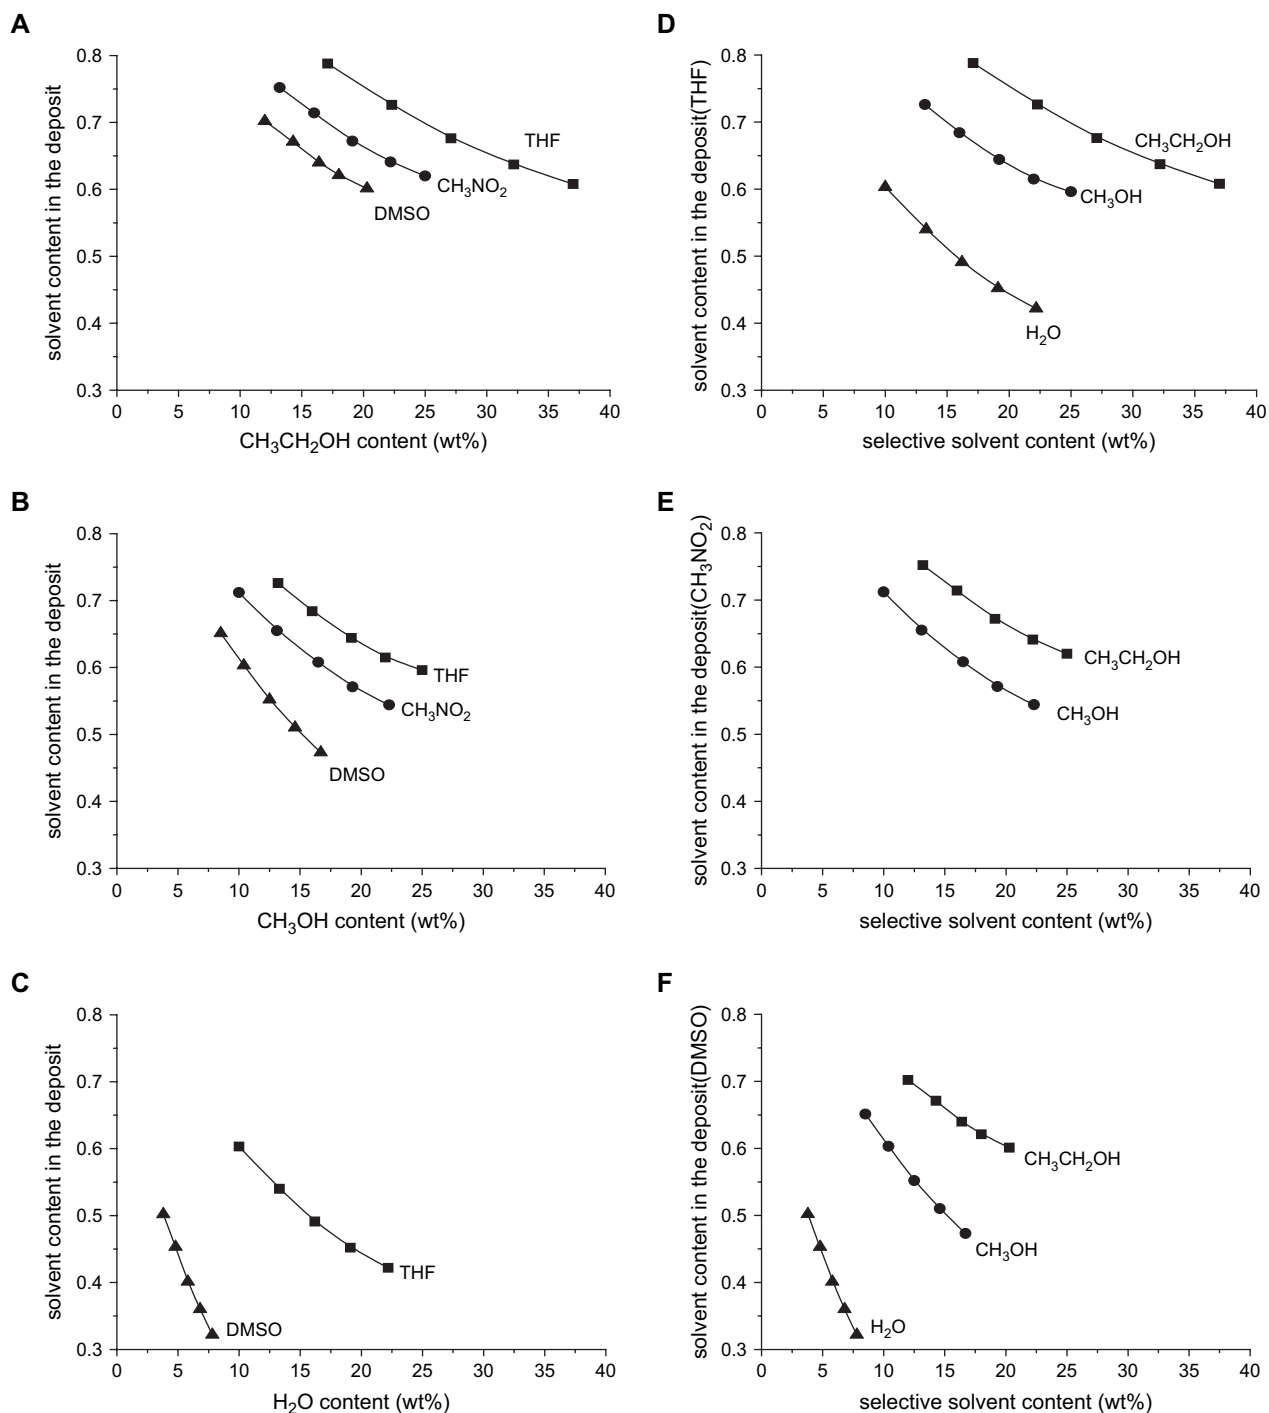 A
solvent content in the deposit
0.8
0.7
0.6
0.5
0.4
0.3
THF
CH₃NO₂
DMSO
0 5 10 15 20 25 30 35 40
CH₃CH₂OH content (wt%)
D
solvent content in the deposit(THF)
0.8
0.7
0.6
0.5
0.4
0.3
CH₃CH₂OH
CH₃OH
H₂O
0 5 10 15 20 25 30 35 40
selective solvent content (wt%)
B
solvent content in the deposit
0.8
0.7
0.6
0.5
0.4
0.3
THF
CH₃NO₂
DMSO
0 5 10 15 20 25 30 35 40
CH₃OH content (wt%)
E
solvent content in the deposit(CH₃NO₂)
0.8
0.7
0.6
0.5
0.4
0.3
CH₃CH₂OH
CH₃OH
0 5 10 15 20 25 30 35 40
selective solvent content (wt%)
C
solvent content in the deposit
0.8
0.7
0.6
0.5
0.4
0.3
THF
DMSO
0 5 10 15 20 25 30 35 40
H₂O content (wt%)
F
solvent content in the deposit(DMSO)
0.8
0.7
0.6
0.5
0.4
0.3
CH₃CH₂OH
CH₃OH
H₂O
0 5 10 15 20 25 30 35 40
selective solvent content (wt%)